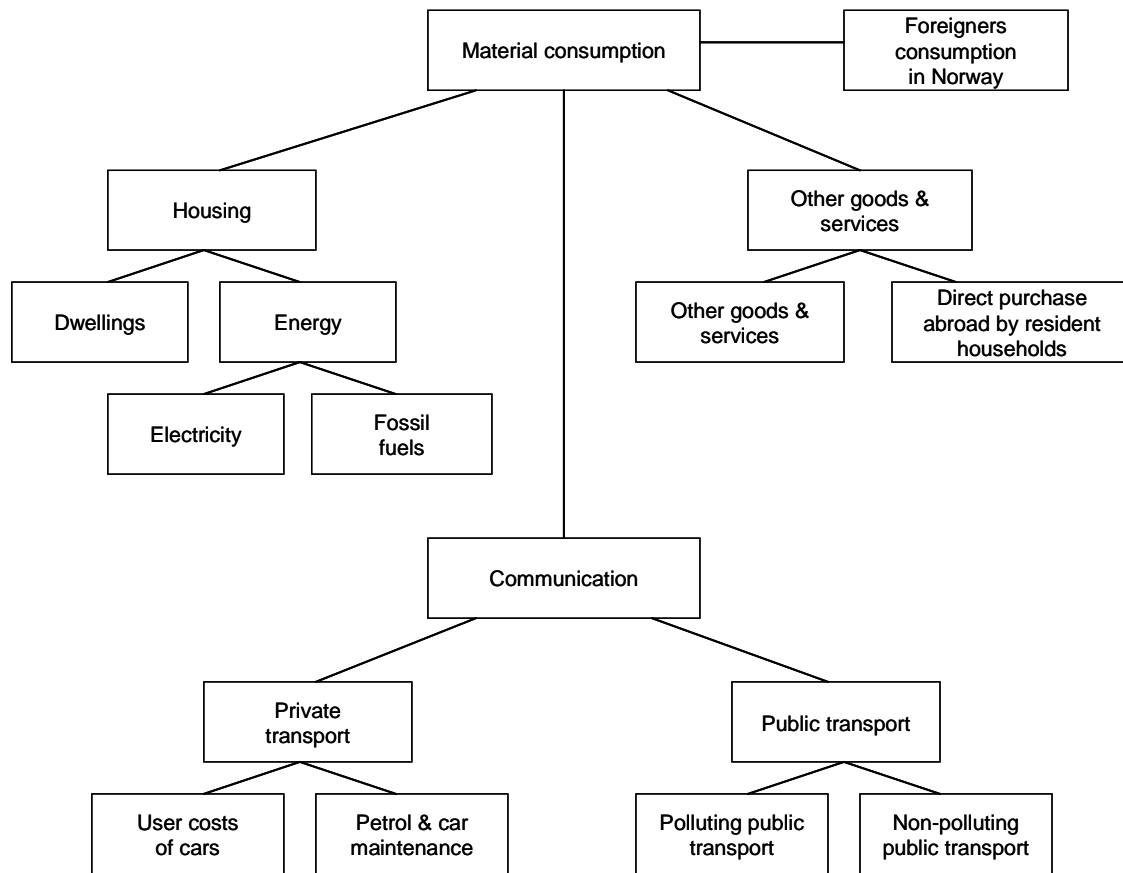 Material consumption
Foreigners
consumption
in Norway
Housing
Other goods &
services
Dwellings
Energy
Other goods &
services
Direct purchase
abroad by resident
households
Electricity
Fossil
fuels
Communication
Private
transport
Public transport
User costs
of cars
Petrol & car
maintenance
Polluting public
transport
Non-polluting
public transport